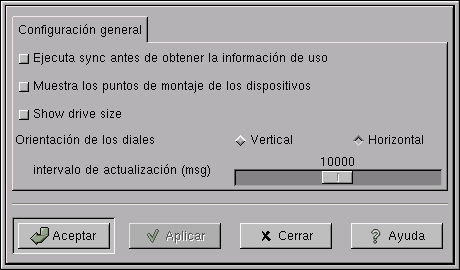 Configuración general
Ejecuta sync antes de obtener la información de uso
Muestra los puntos de montaje de los dispositivos
Show drive size
Orientación de los diales Vertical Horizontal
10000
intervalo de actualización (msg)
Aceptar Aplicar Cerrar Ayuda